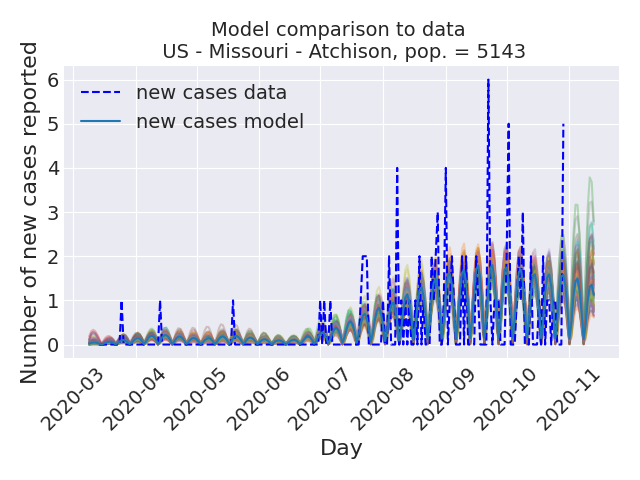 Model comparison to data
US - Missouri - Atchison, pop. = 5143
Number of new cases reported
6
5
4
3
2
1
0
new cases data
new cases model
2020-03
2020-04
2020-05
2020-06
2020-07
2020-08
2020-09
2020-10
2020-11
Day